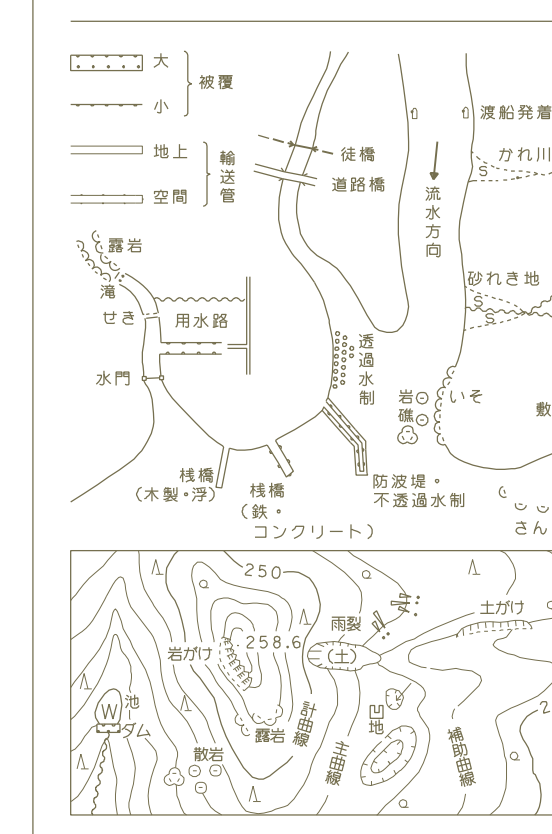 大
小
被覆
地上
空間
輸送管
徒橋
道路橋
渡船発着
かれ川
S
流水方向
砂れき地
S
S
露岩
滝
せき
用水路
水門
透過水制
岩礁
いそ
敷
桟橋
（木製・浮）
桟橋
（鉄・
コンクリート）
防波堤・
不透過水制
さん
250
258.6
雨裂
土がけ
（土）
岩がけ
池
W
ダム
露岩
計曲線
主曲線
凹地
補助曲線
散岩
2